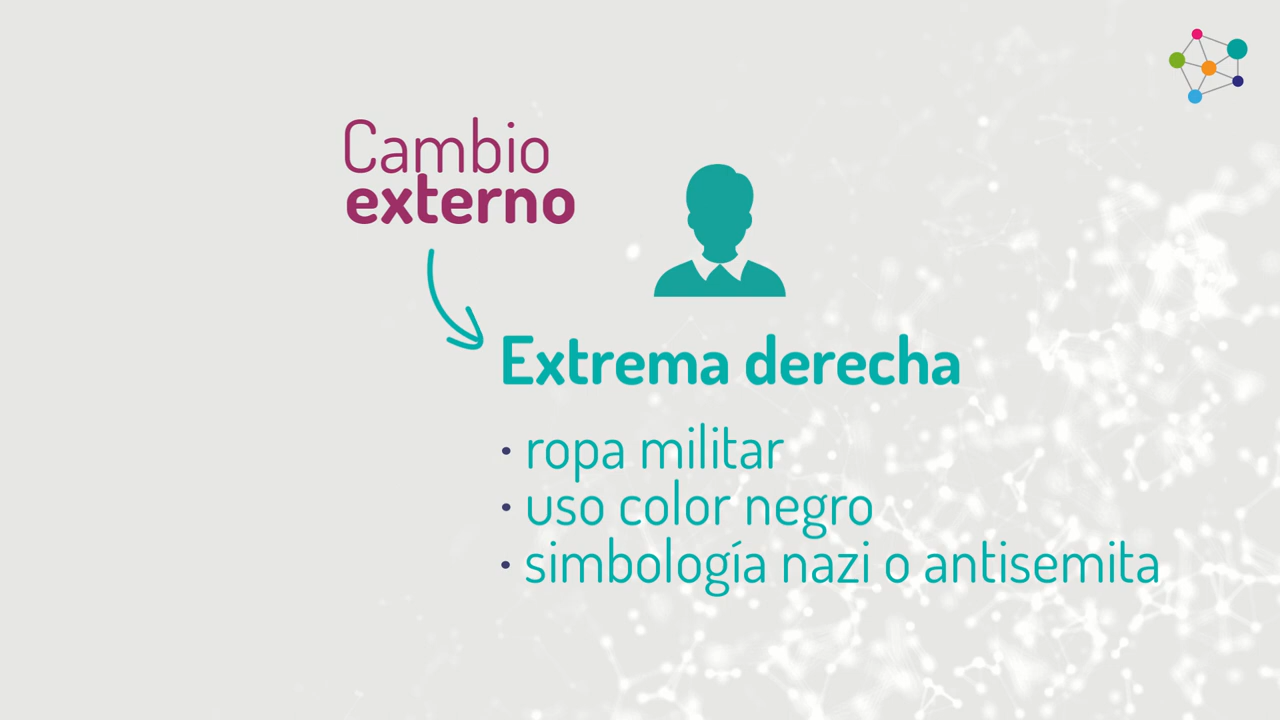 Cambio
externo
Extrema derecha
• ropa militar
• uso color negro
• simbología nazi o antisemita